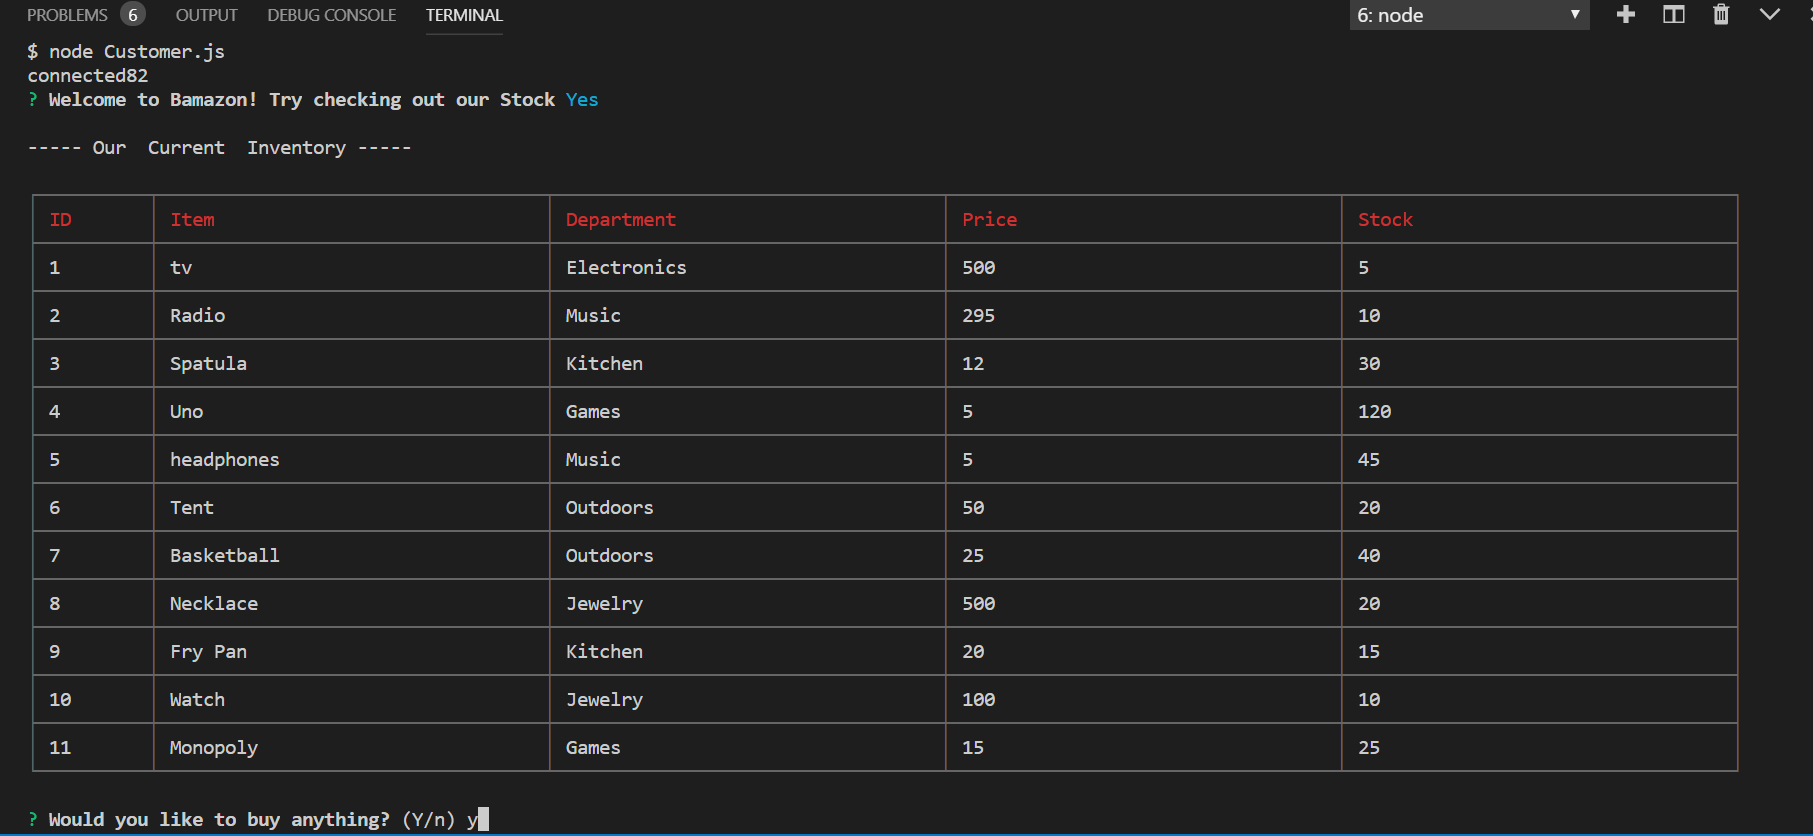 PROBLEMS 6 OUTPUT DEBUG CONSOLE TERMINAL 6: node
$ node Customer.js
connected82
? Welcome to Bamazon! Try checking out our Stock Yes
----- Our  Current  Inventory -----
ID Item Department Price Stock
1 tv Electronics 500 5
2 Radio Music 295 10
3 Spatula Kitchen 12 30
4 Uno Games 5 120
5 headphones Music 5 45
6 Tent Outdoors 50 20
7 Basketball Outdoors 25 40
8 Necklace Jewelry 500 20
9 Fry Pan Kitchen 20 15
10 Watch Jewelry 100 10
11 Monopoly Games 15 25
? Would you like to buy anything? (Y/n) y